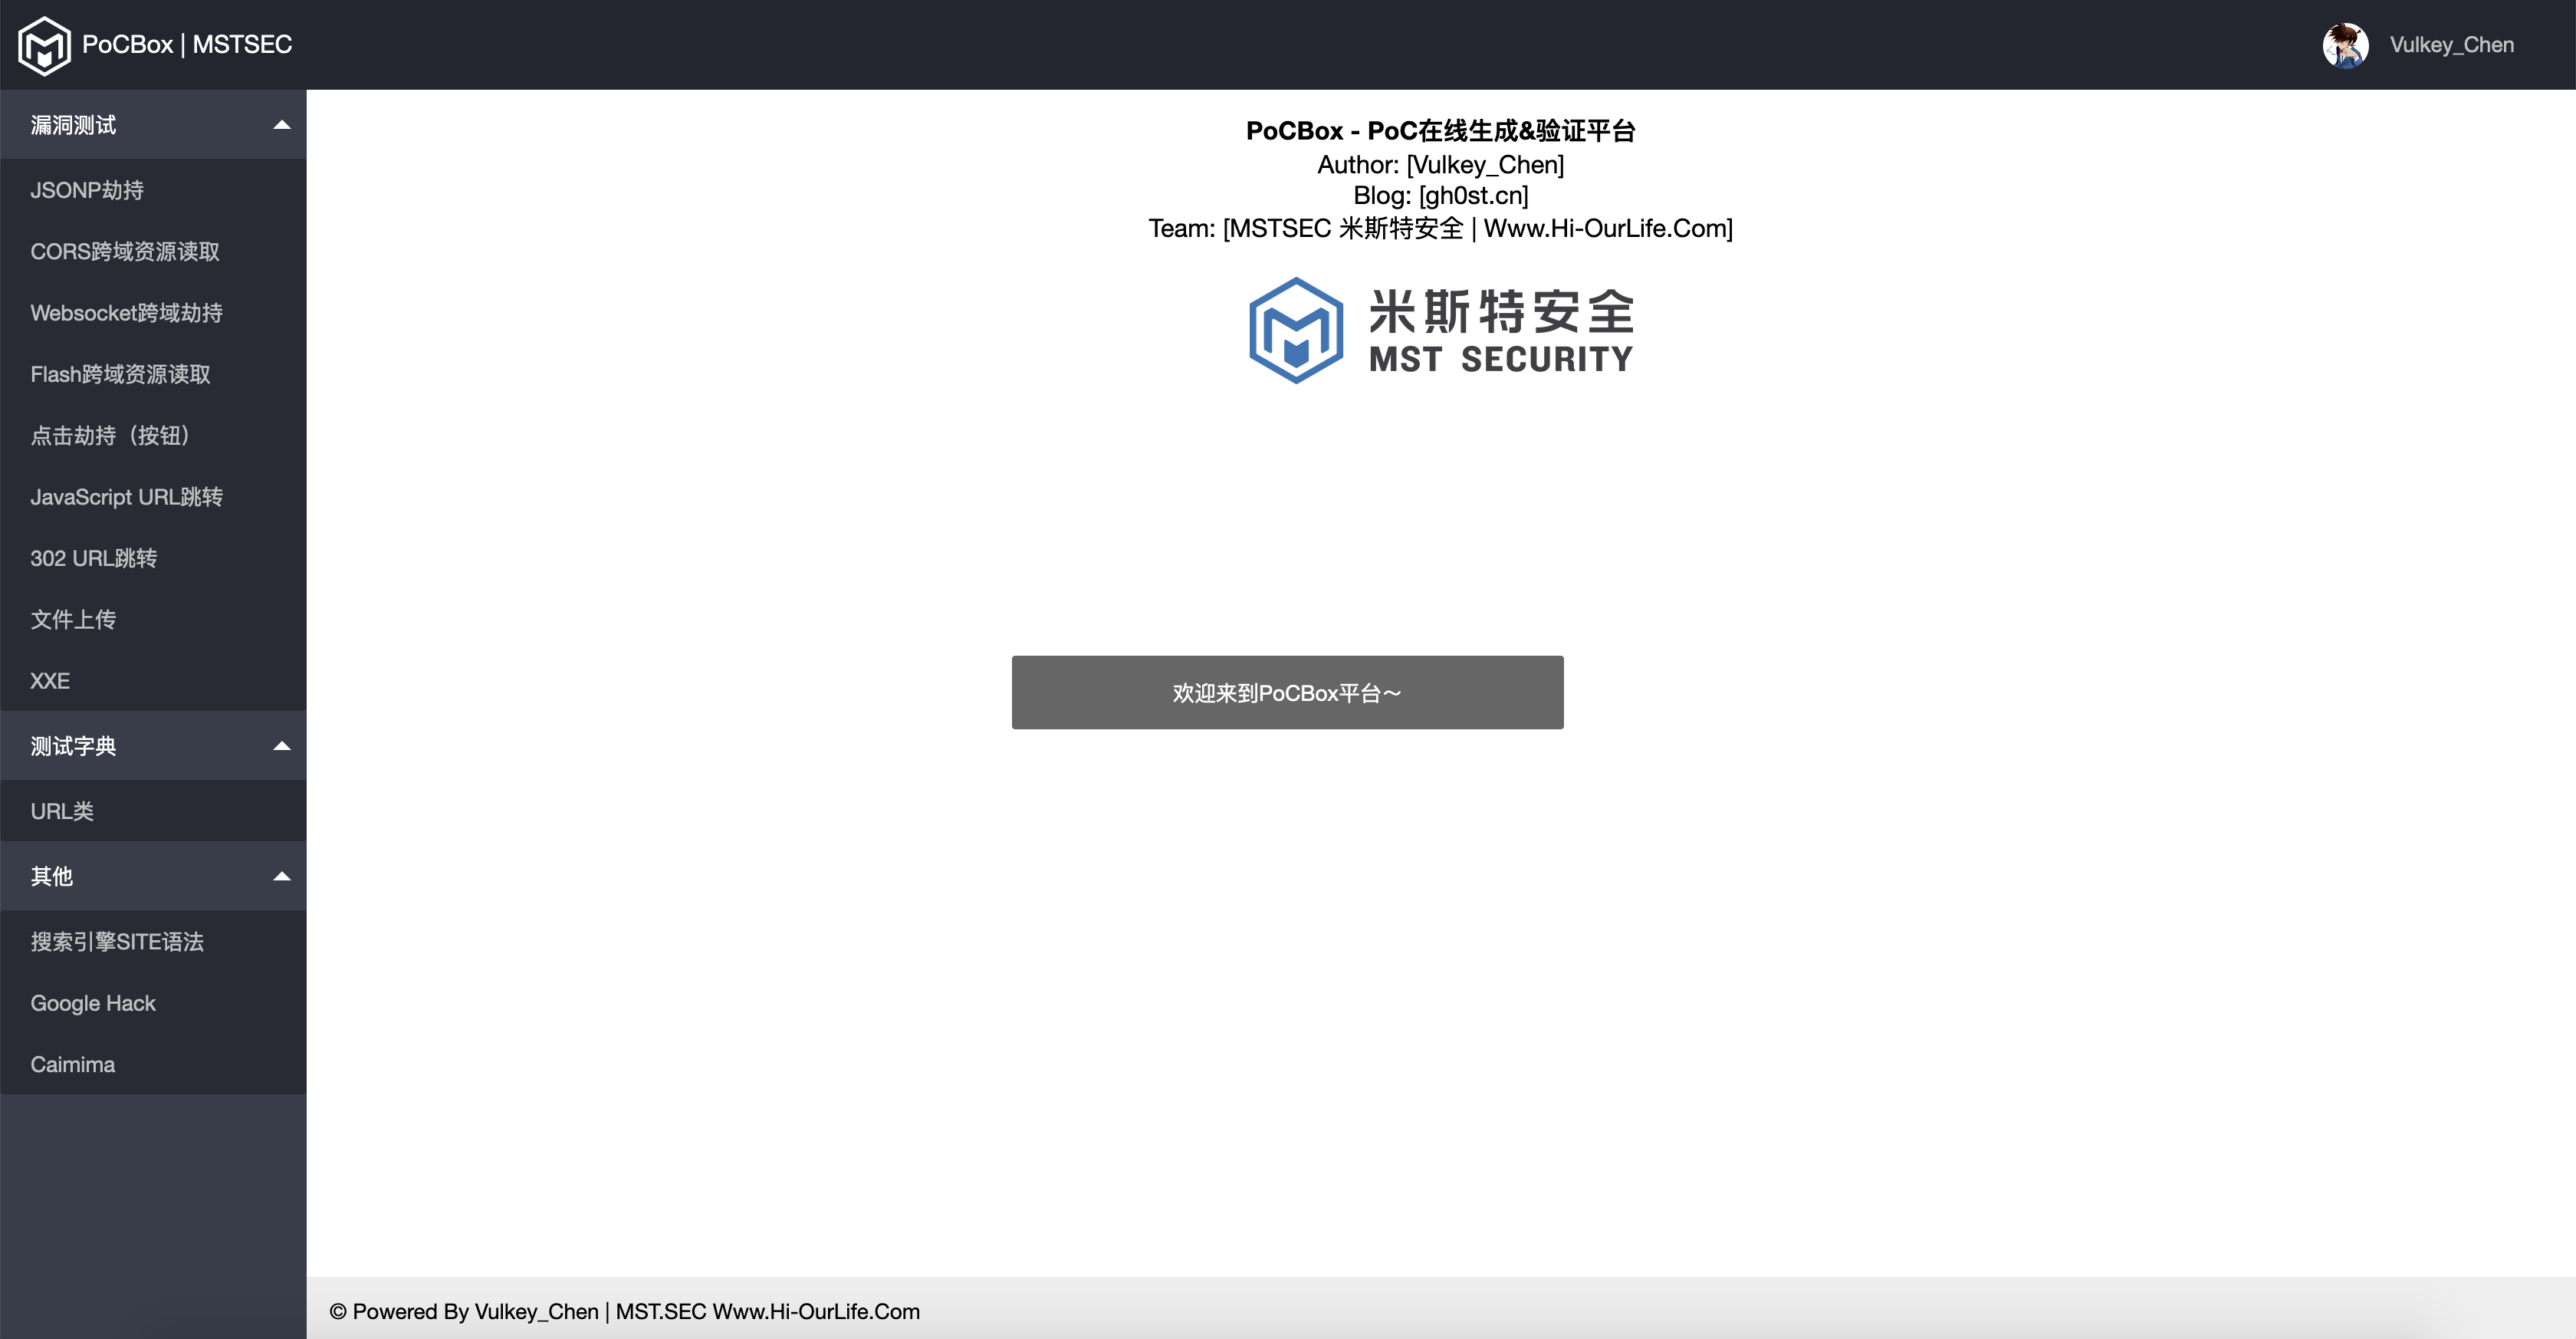 PoCBox | MSTSEC
Vulkey_Chen
漏洞测试
JSONP劫持
CORS跨域资源读取
Websocket跨域劫持
Flash跨域资源读取
点击劫持（按钮）
JavaScript URL跳转
302 URL跳转
文件上传
XXE
测试字典
URL类
其他
搜索引擎SITE语法
Google Hack
Caimima
PoCBox - PoC在线生成&验证平台
Author: [Vulkey_Chen]
Blog: [gh0st.cn]
Team: [MSTSEC 米斯特安全 | Www.Hi-OurLife.Com]
米斯特安全
MST SECURITY
欢迎来到PoCBox平台～
© Powered By Vulkey_Chen | MST.SEC Www.Hi-OurLife.Com